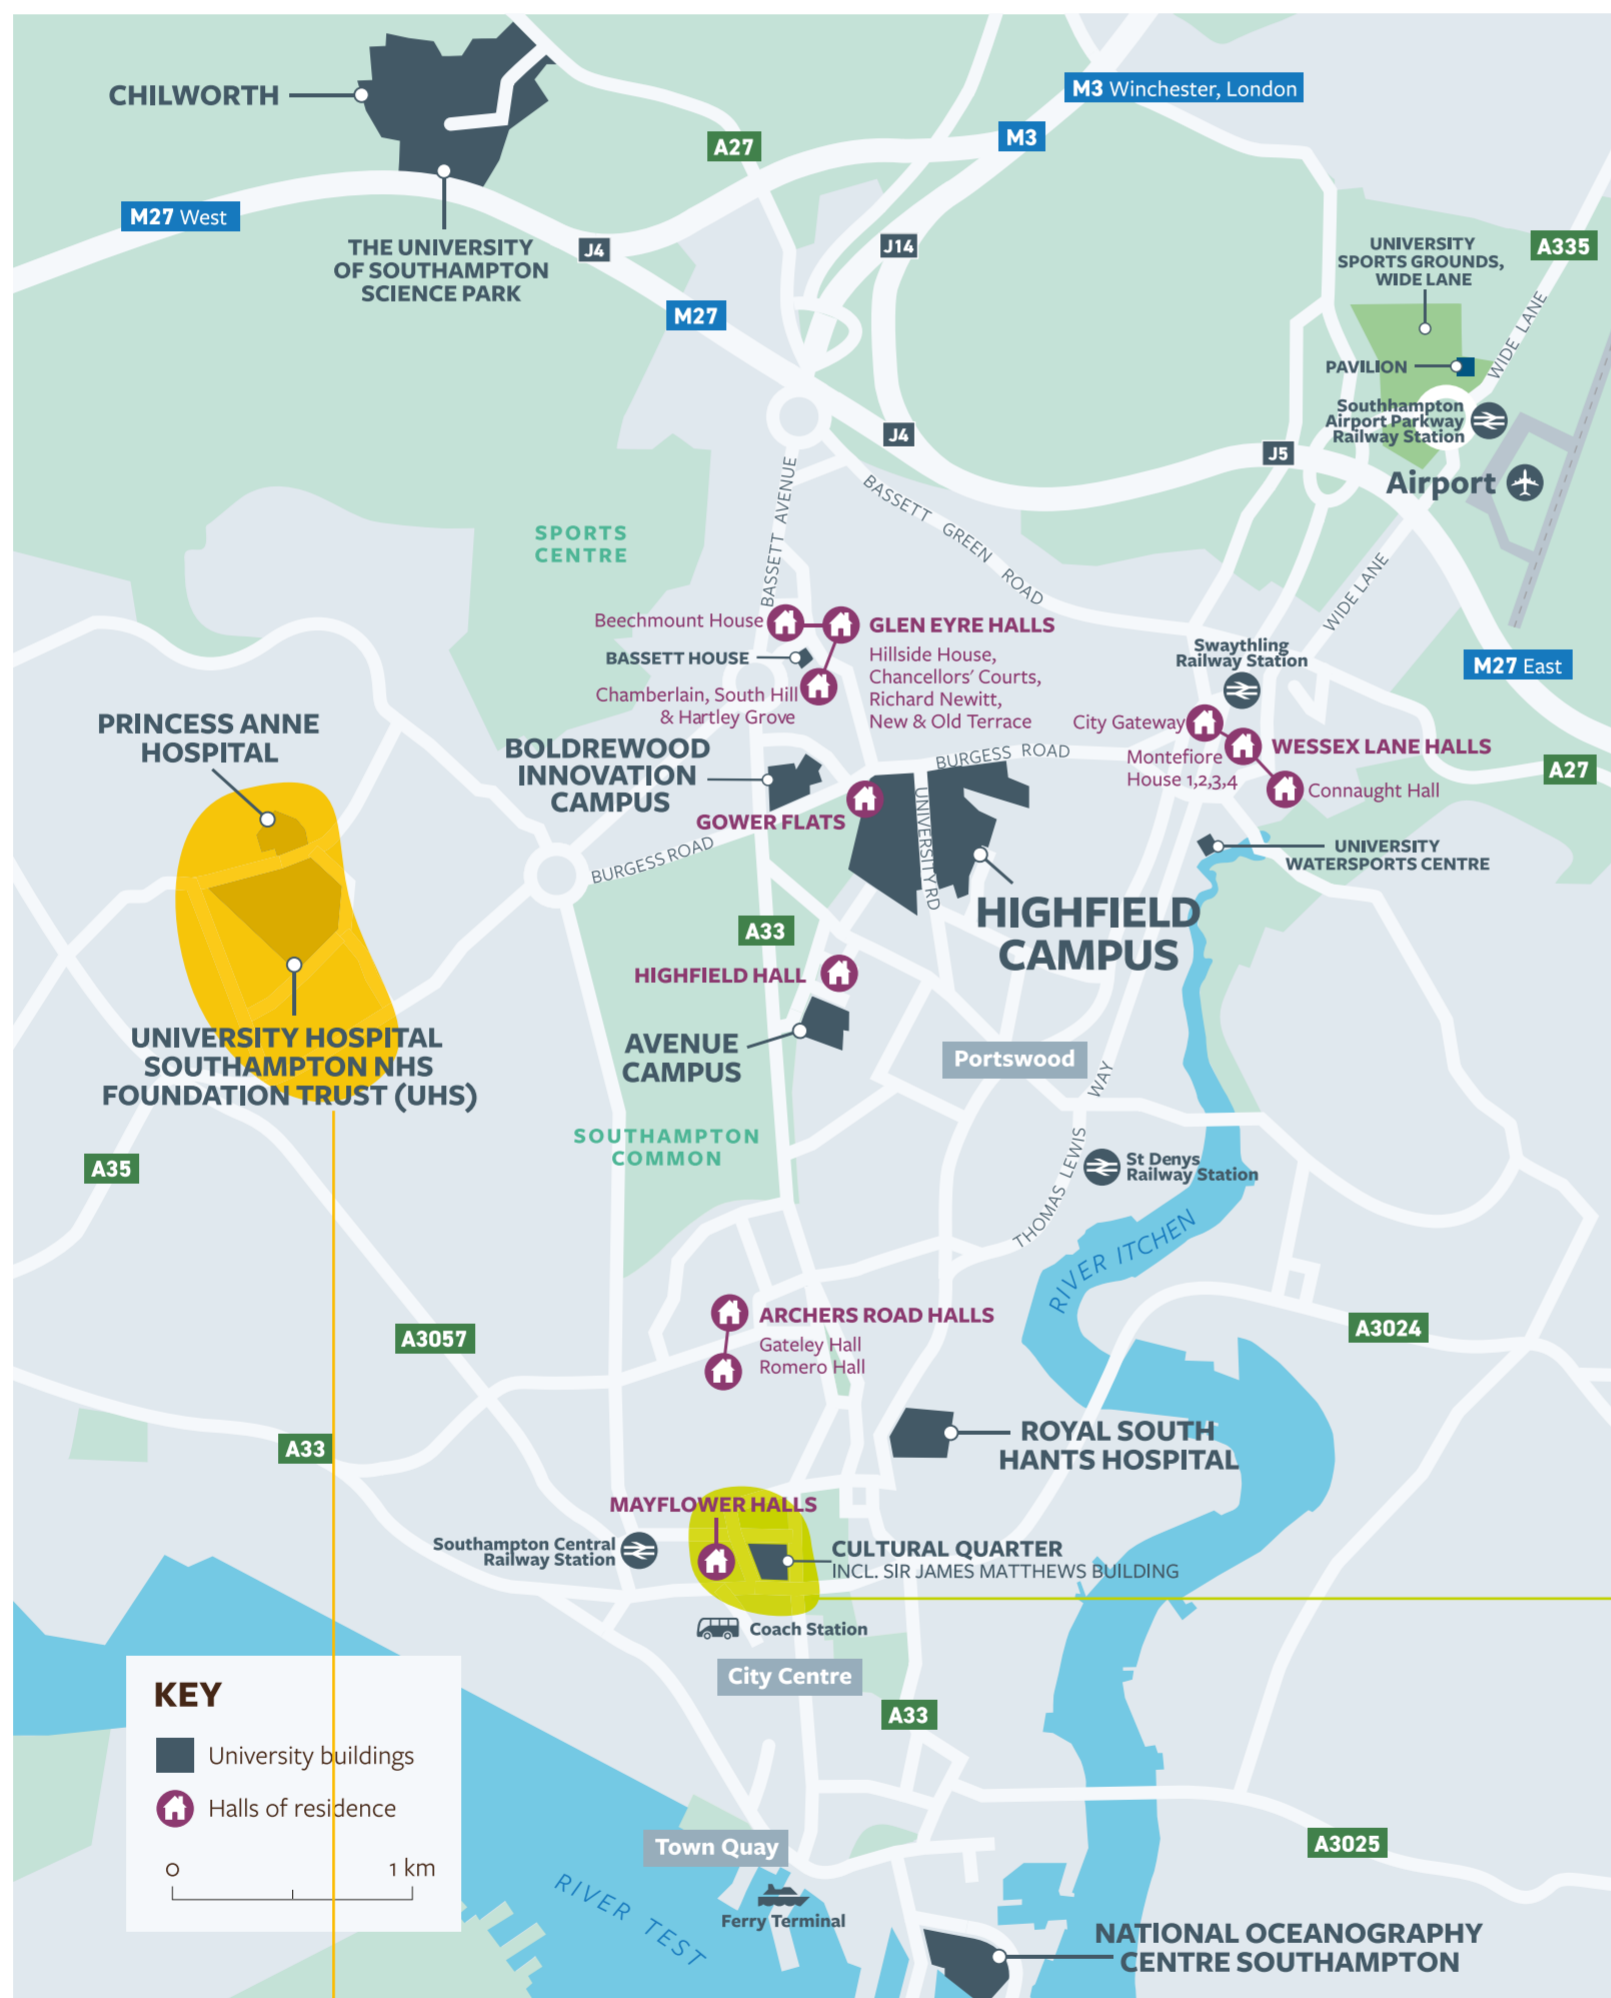 CHILWORTH
M3 Winchester, London
M3
A27
M27 West
THE UNIVERSITY
OF SOUTHAMPTON
SCIENCE PARK
J4
J14
UNIVERSITY
SPORTS GROUNDS,
WIDE LANE
A335
M27
WIDE LANE
PAVILION
Southhampton
Airport Parkway
Railway Station
J4
J5
Airport
BASSETT AVENUE
BASSETT GREEN ROAD
SPORTS
CENTRE
WIDE LANE
Beechmount House
GLEN EYRE HALLS
BASSETT HOUSE
Hillside House,
Chancellors' Courts,
Richard Newitt,
New & Old Terrace
Chamberlain, South Hill
& Hartley Grove
Swaythling
Railway Station
M27 East
PRINCESS ANNE
HOSPITAL
BOLDREWOOD
INNOVATION
CAMPUS
BURGESS ROAD
City Gateway
Montefiore
House 1,2,3,4
WESSEX LANE HALLS
Connaught Hall
A27
GOWER FLATS
UNIVERSITY RD
BURGESS ROAD
UNIVERSITY
WATERSPORTS CENTRE
HIGHFIELD
CAMPUS
A33
HIGHFIELD HALL
UNIVERSITY HOSPITAL
SOUTHAMPTON NHS
FOUNDATION TRUST (UHS)
AVENUE
CAMPUS
Portswood
THOMAS LEWIS WAY
SOUTHAMPTON
COMMON
A35
St Denys
Railway Station
RIVER ITCHEN
ARCHERS ROAD HALLS
Gateley Hall
Romero Hall
A3057
A3024
A33
ROYAL SOUTH
HANTS HOSPITAL
MAYFLOWER HALLS
Southampton Central
Railway Station
CULTURAL QUARTER
INCL. SIR JAMES MATTHEWS BUILDING
Coach Station
City Centre
A33
KEY
University buildings
Halls of residence
0 1 km
Town Quay
A3025
RIVER TEST
Ferry Terminal
NATIONAL OCEANOGRAPHY
CENTRE SOUTHAMPTON